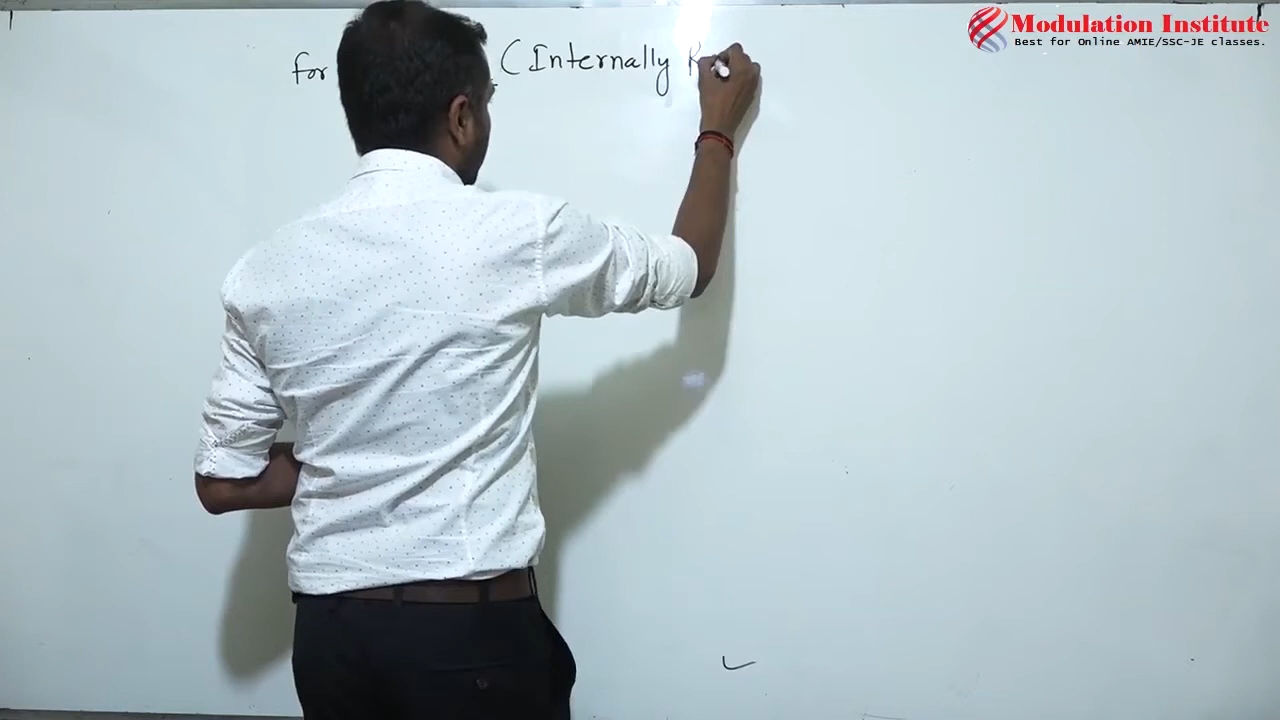 Modulation Institute
Best for Online AMIE/SSC-JE classes.
for (Internally